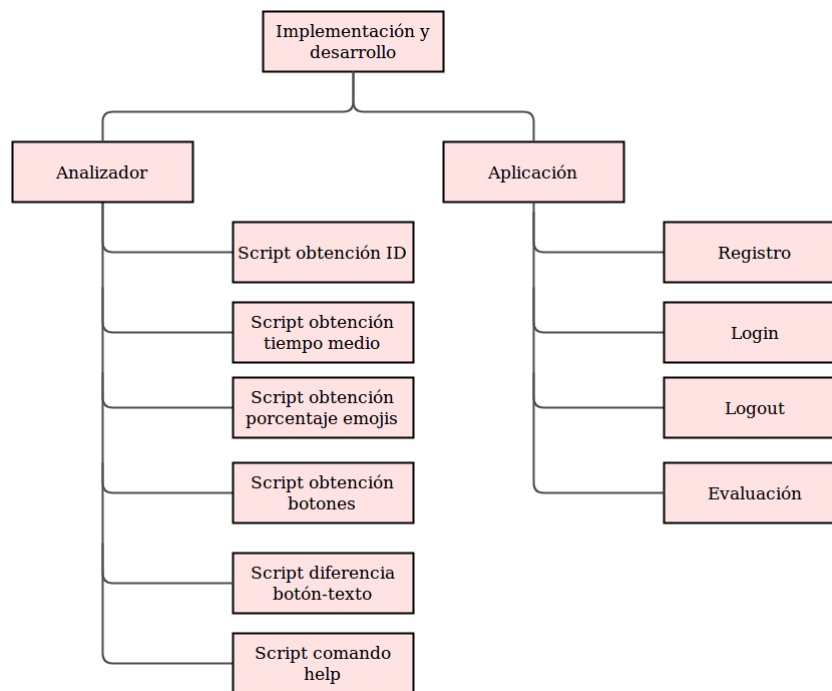 Implementación y
desarrollo
Analizador
Aplicación
Script obtención ID
Registro
Script obtención
tiempo medio
Login
Script obtención
porcentaje emojis
Logout
Script obtención
botones
Evaluación
Script diferencia
botón-texto
Script comando
help